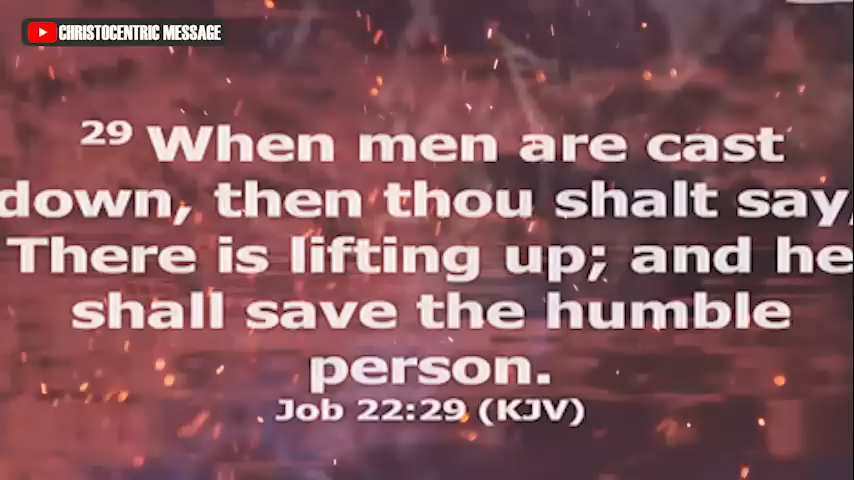 CHRISTOCENTRIC MESSAGE
29 When men are cast
down, then thou shalt say,
There is lifting up; and he
shall save the humble
person.
Job 22:29 (KJV)